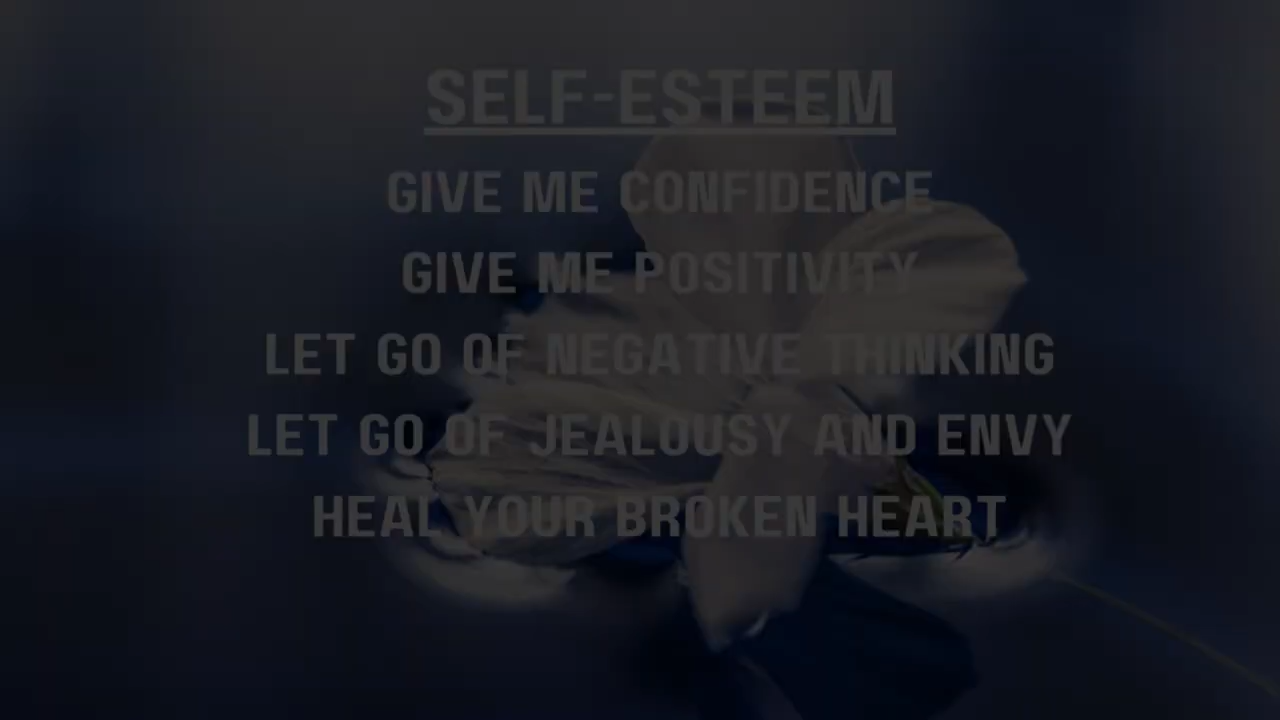 SELF-ESTEEM
GIVE ME CONFIDENCE
GIVE ME POSITIVITY
LET GO OF NEGATIVE THINKING
LET GO OF JEALOUSY AND ENVY
HEAL YOUR BROKEN HEART